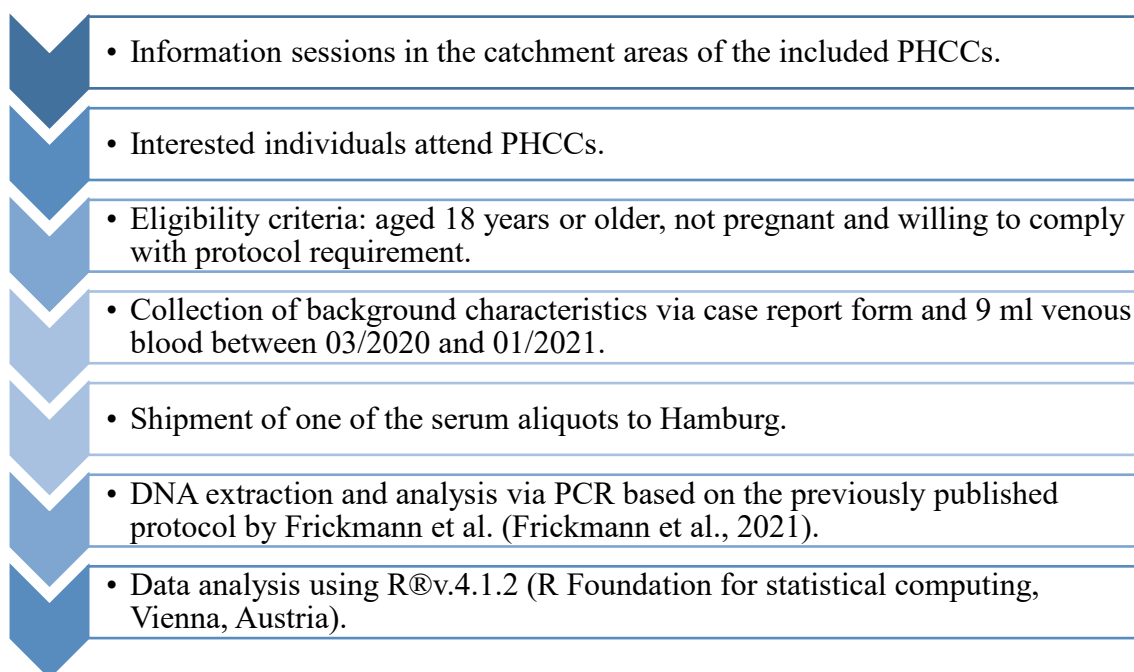 • Information sessions in the catchment areas of the included PHCCs.
• Interested individuals attend PHCCs.
• Eligibility criteria: aged 18 years or older, not pregnant and willing to comply
with protocol requirement.
• Collection of background characteristics via case report form and 9 ml venous
blood between 03/2020 and 01/2021.
• Shipment of one of the serum aliquots to Hamburg.
• DNA extraction and analysis via PCR based on the previously published
protocol by Frickmann et al. (Frickmann et al., 2021).
• Data analysis using R®v.4.1.2 (R Foundation for statistical computing,
Vienna, Austria).